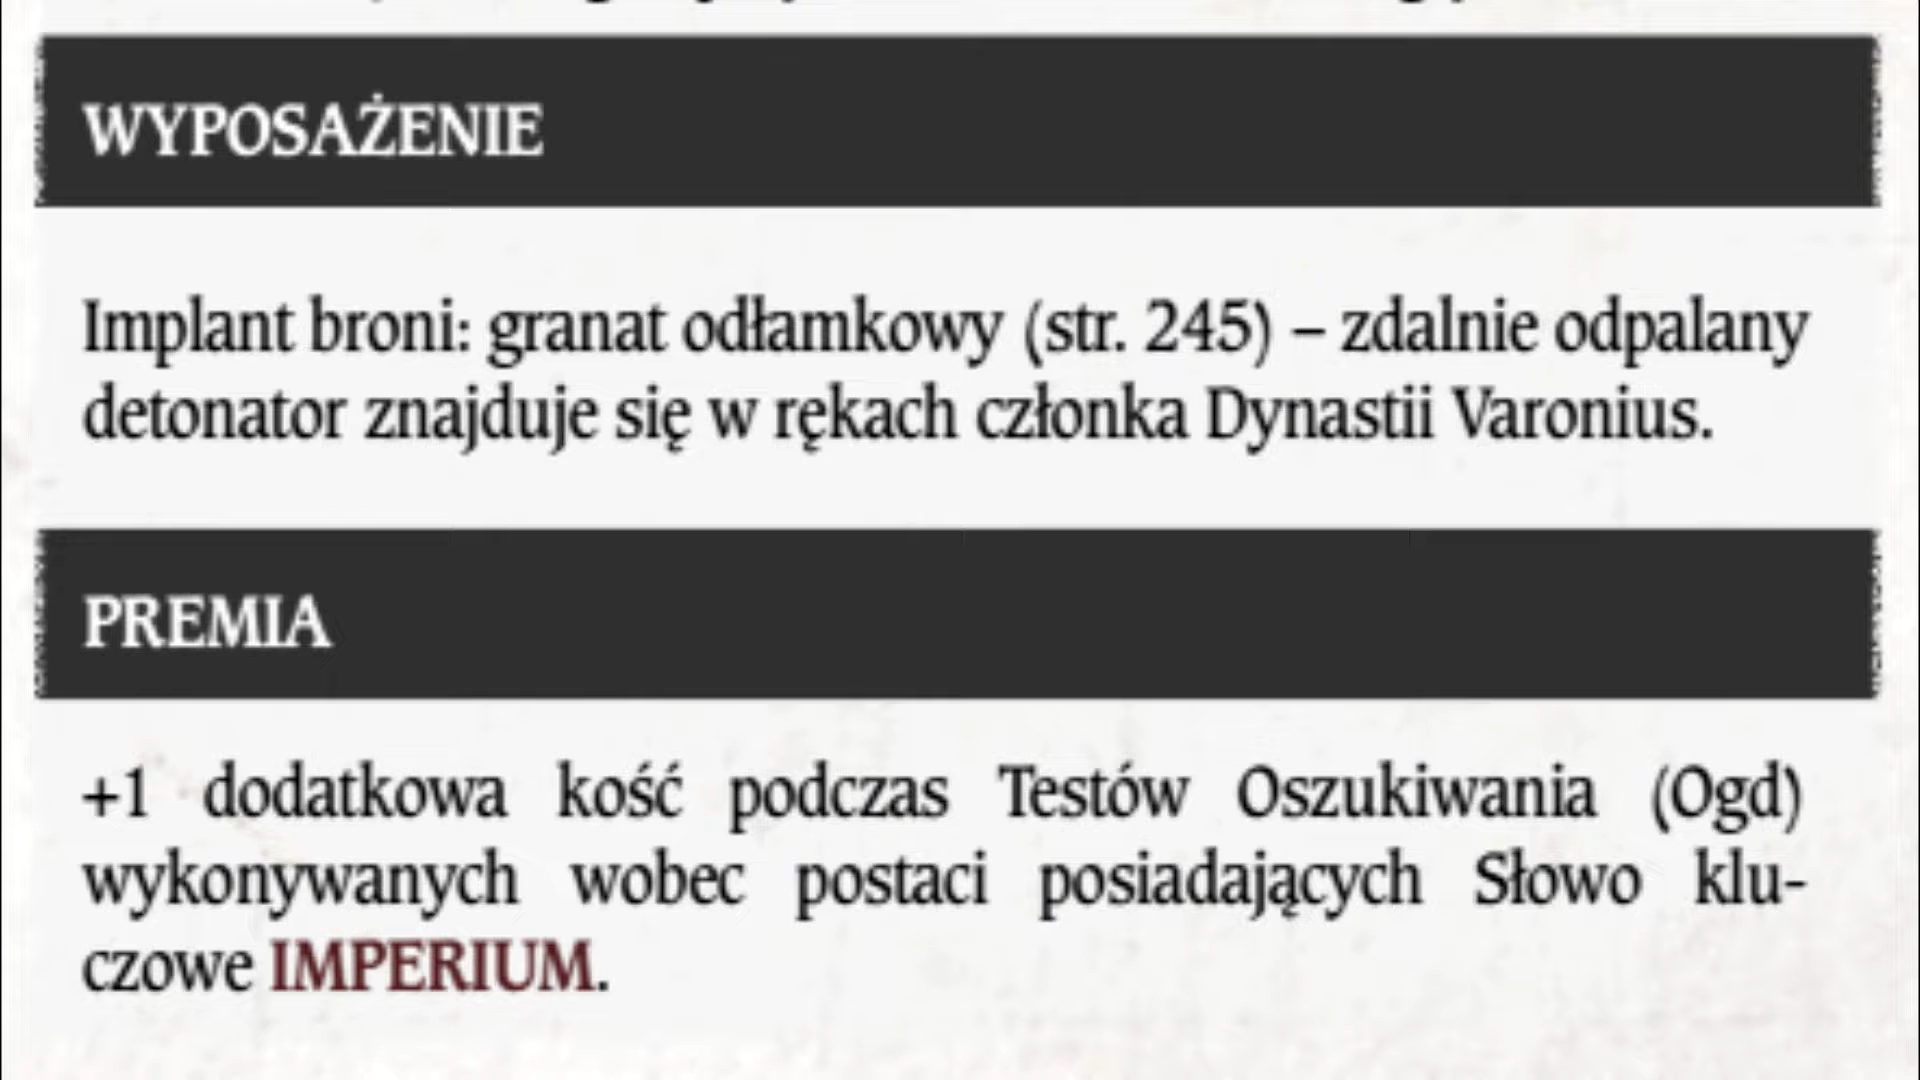 WYPOSAŻENIE
Implant broni: granat odłamkowy (str. 245) – zdalnie odpalany
detonator znajduje się w rękach członka Dynastii Varonius.
PREMIA
+1 dodatkowa kość podczas Testów Oszukiwania (Ogd)
wykonywanych wobec postaci posiadających Słowo klu-
czowe IMPERIUM.